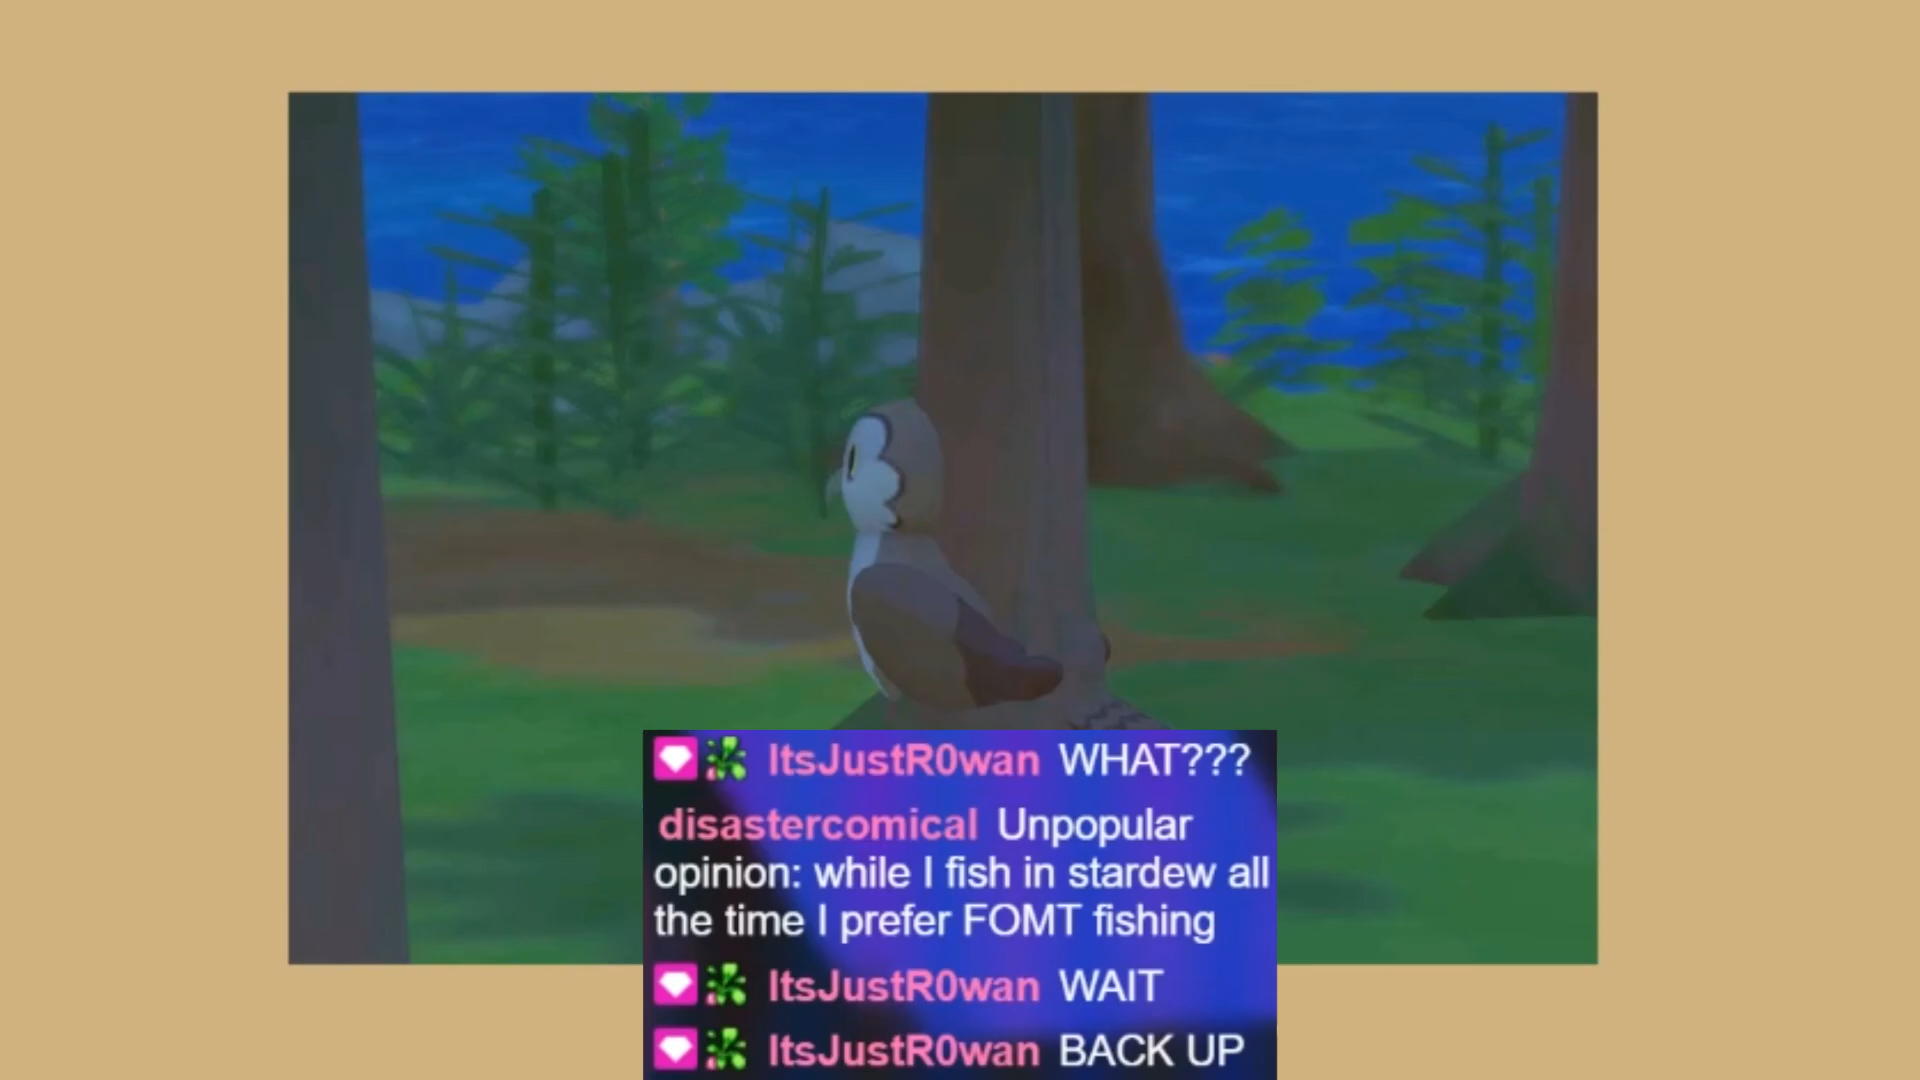 ItsJustR0wan WHAT???
disastercomical Unpopular
opinion: while I fish in stardew all
the time I prefer FOMT fishing
ItsJustR0wan WAIT
ItsJustR0wan BACK UP